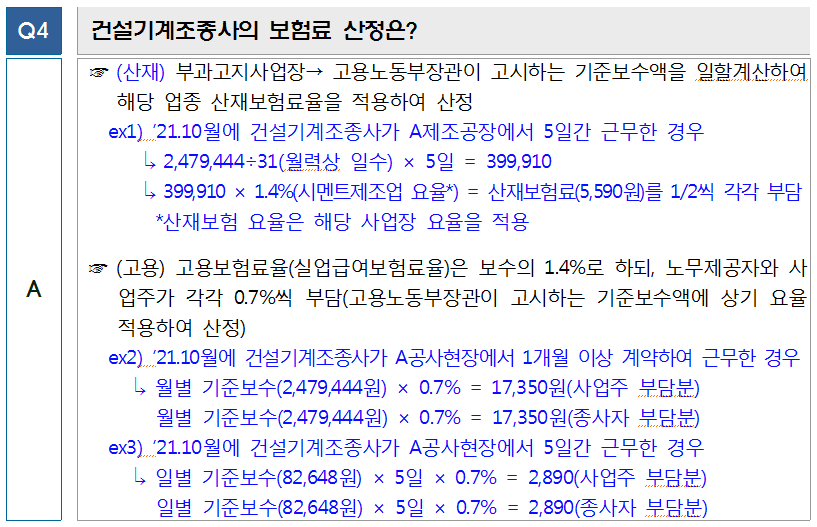 Q4
건설기계조종사의 보험료 산정은?
A
☞ (산재) 부과고지사업장→ 고용노동부장관이 고시하는 기준보수액을 일할계산하여
해당 업종 산재보험료율을 적용하여 산정
ex1) ′21.10월에 건설기계조종사가 A제조공장에서 5일간 근무한 경우
↳ 2,479,444÷31(월력상 일수) × 5일 = 399,910
↳ 399,910 × 1.4%(시멘트제조업 요율*) = 산재보험료(5,590원)를 1/2씩 각각 부담
*산재보험 요율은 해당 사업장 요율을 적용
☞ (고용) 고용보험료율(실업급여보험료율)은 보수의 1.4%로 하되, 노무제공자와 사
업주가 각각 0.7%씩 부담(고용노동부장관이 고시하는 기준보수액에 상기 요율
적용하여 산정)
ex2) ′21.10월에 건설기계조종사가 A공사현장에서 1개월 이상 계약하여 근무한 경우
↳ 월별 기준보수(2,479,444원) × 0.7% = 17,350원(사업주 부담분)
월별 기준보수(2,479,444원) × 0.7% = 17,350원(종사자 부담분)
ex3) ′21.10월에 건설기계조종사가 A공사현장에서 5일간 근무한 경우
↳ 일별 기준보수(82,648원) × 5일 × 0.7% = 2,890(사업주 부담분)
일별 기준보수(82,648원) × 5일 × 0.7% = 2,890(종사자 부담분)